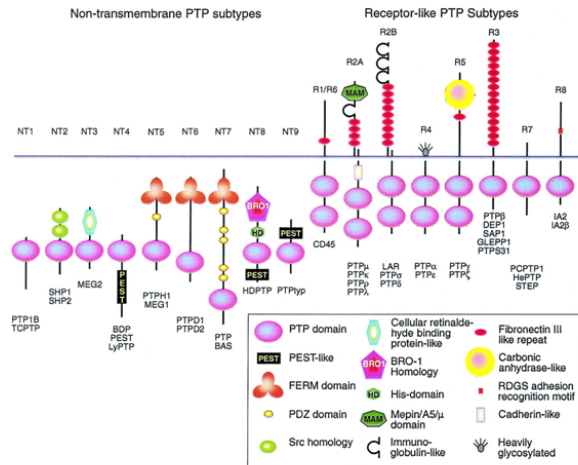 Non-transmembrane PTP subtypes
Receptor-like PTP Subtypes
R1/R6
R2A
R2B
R4
R5
R3
R7
R8
NT1
NT2
NT3
NT4
NT5
NT6
NT7
NT8
NT9
MAM
BRO1
HD
PEST
PEST
PEST
PTP1B
TCPTP
SHP1
SHP2
MEG2
BDP
PEST
LyPTP
PTPH1
MEG1
PTPD1
PTPD2
PTP
BAS
HDPTP
PTPtyp
CD45
PTPμ
PTPκ
PTPρ
PTPλ
LAR
PTPσ
PTPδ
PTPα
PTPε
PTPγ
PTPζ
PTPβ
DEP1
SAP1
GLEPP1
PTPS31
PCPTP1
HePTP
STEP
IA2
IA2β
PTP domain
PEST
PEST-like
FERM domain
PDZ domain
Src homology
Cellular retinalde-
hyde binding
protein-like
BRO1
BRO-1
Homology
HD
His-domain
MAM
Mepin/A5/μ
domain
Immuno-
globulin-like
Fibronectin III
like repeat
Carbonic
anhydrase-like
RDGS adhesion
recognition motif
Cadherin-like
Heavily
glycosylated